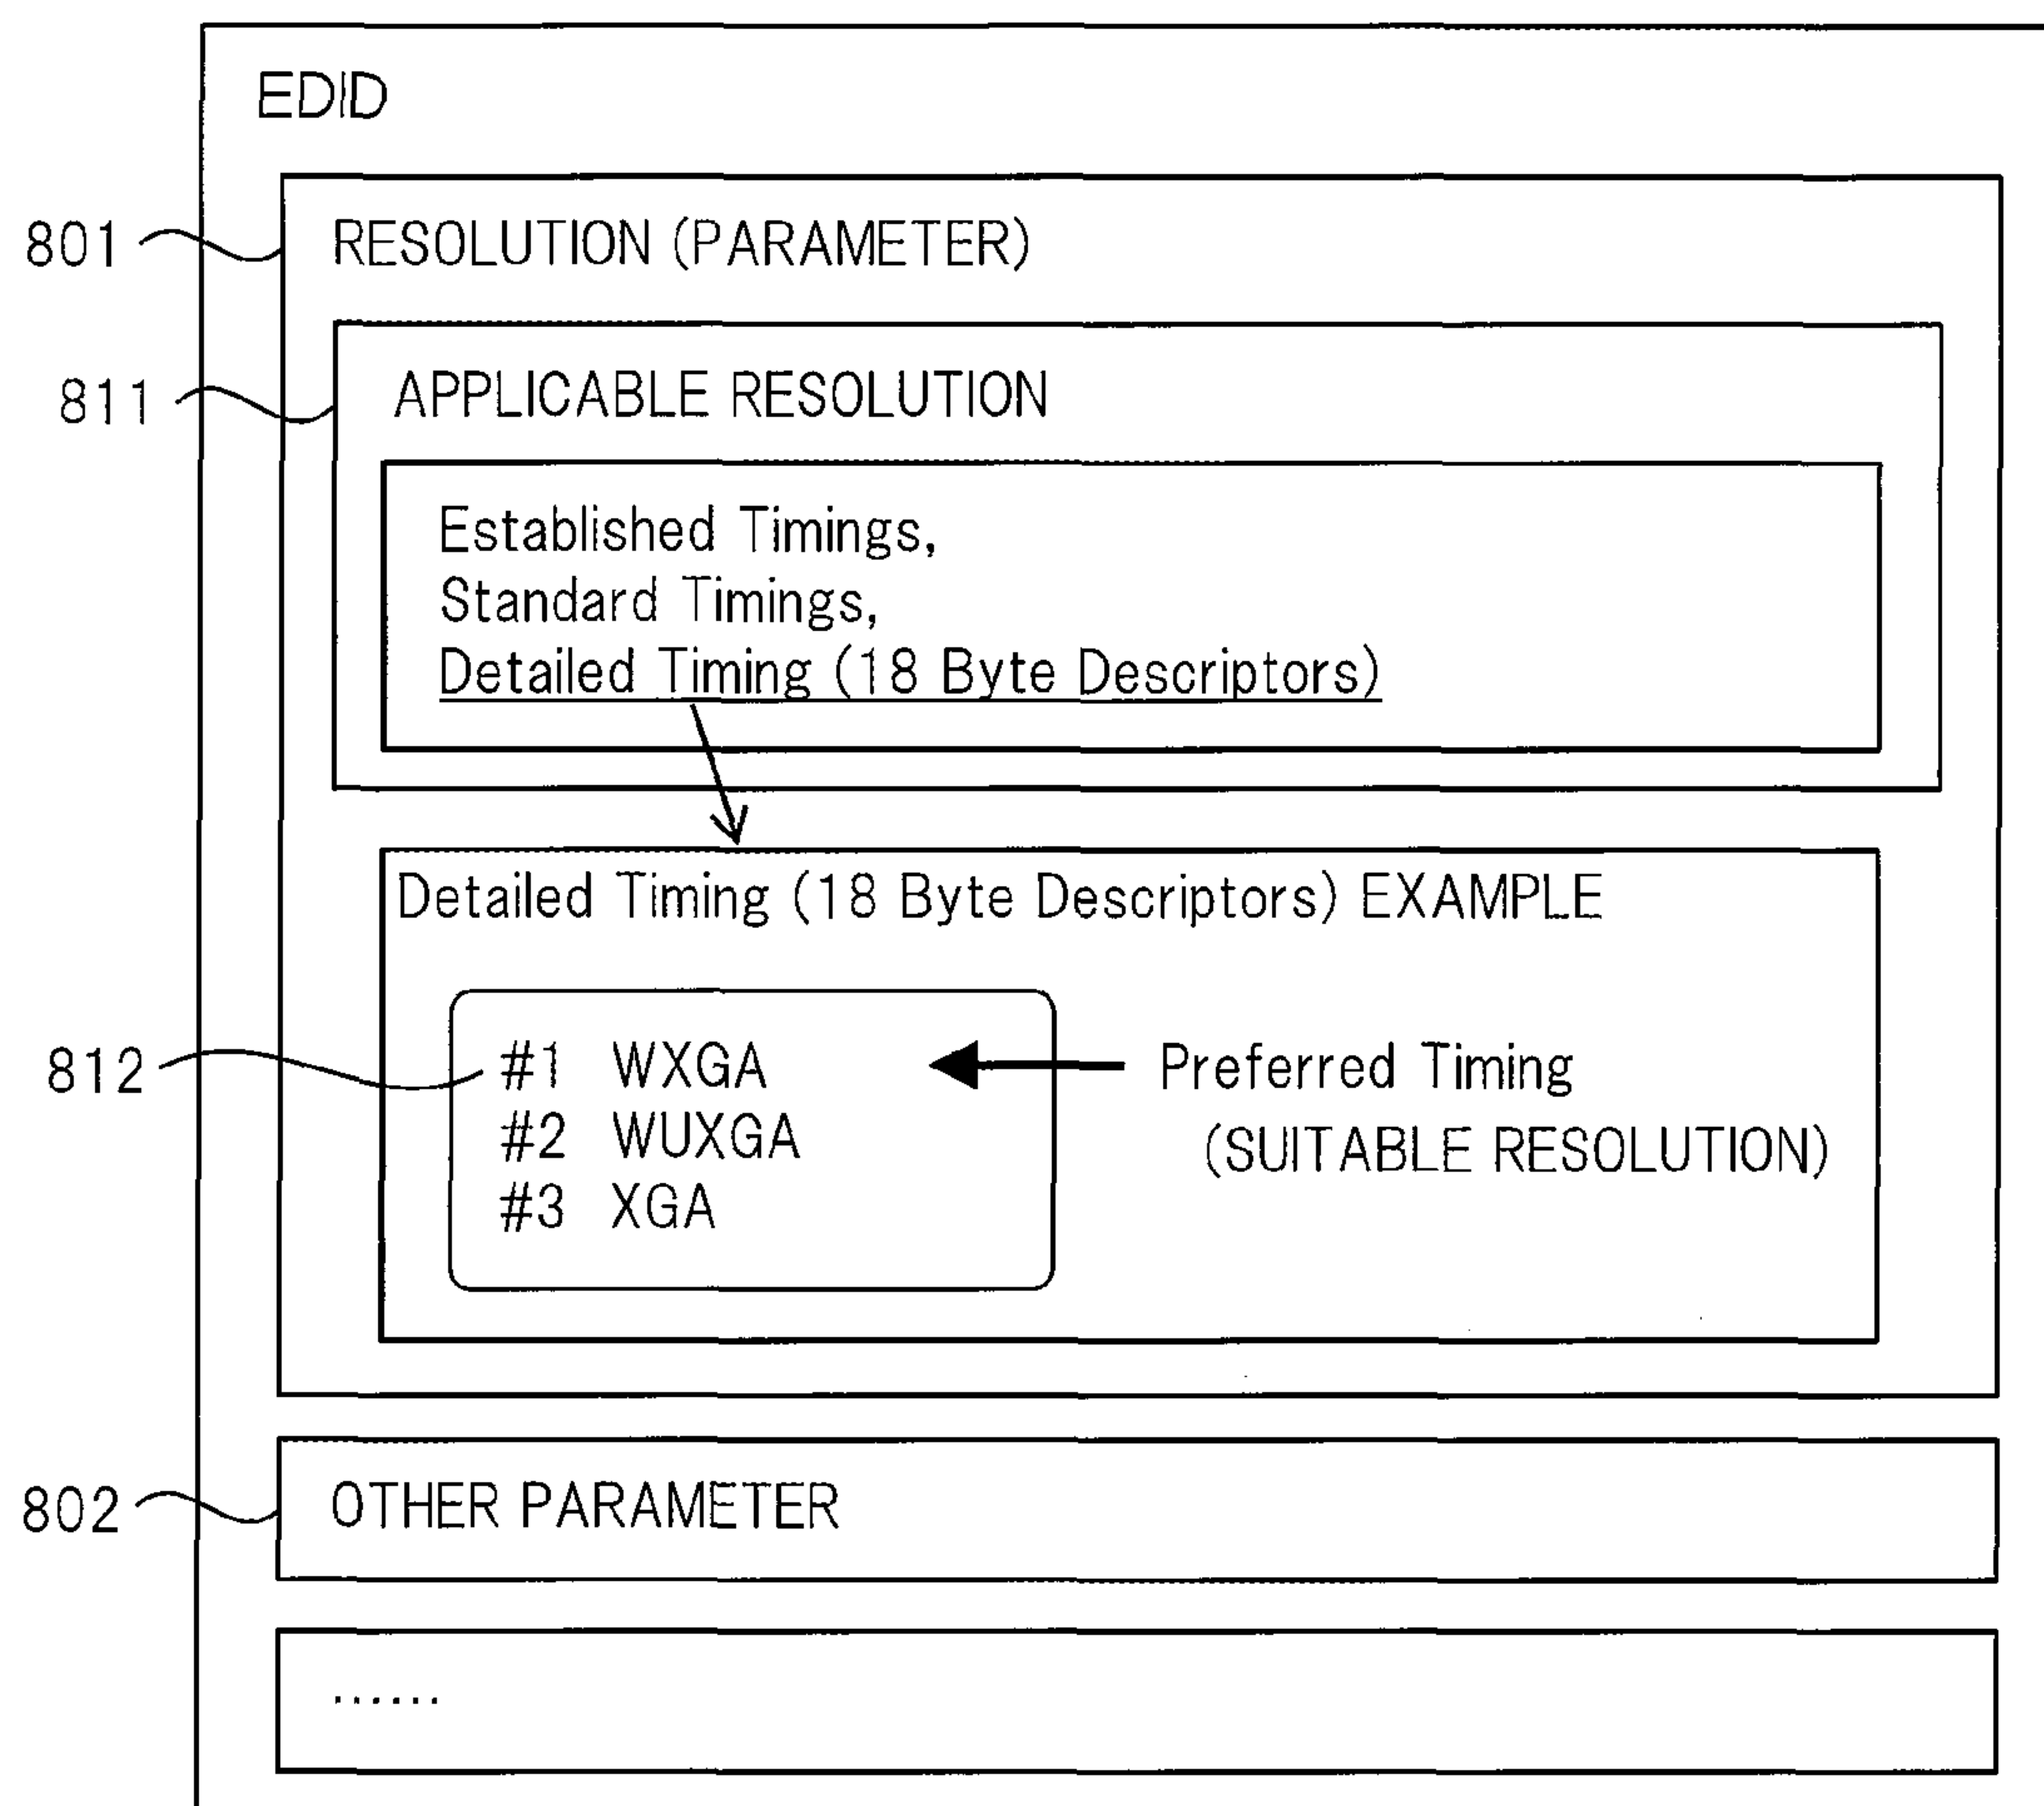 EDID
801 RESOLUTION (PARAMETER)
811 APPLICABLE RESOLUTION
Established Timings,
Standard Timings,
Detailed Timing (18 Byte Descriptors)
Detailed Timing (18 Byte Descriptors) EXAMPLE
812 #1 WXGA Preferred Timing
#2 WUXGA (SUITABLE RESOLUTION)
#3 XGA
802 OTHER PARAMETER
......